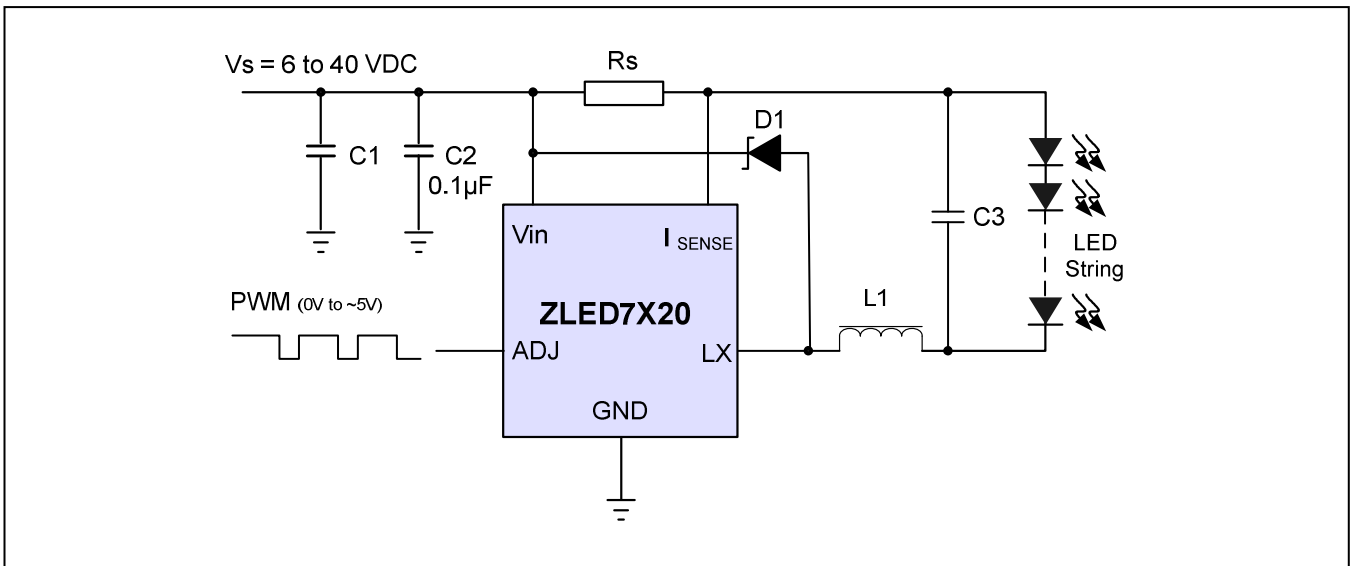 Vs = 6 to 40 VDC
Rs
D1
C1
C2
0.1µF
C3
Vin
I SENSE
LED
String
PWM (0V to ~5V)
L1
ZLED7X20
ADJ
LX
GND